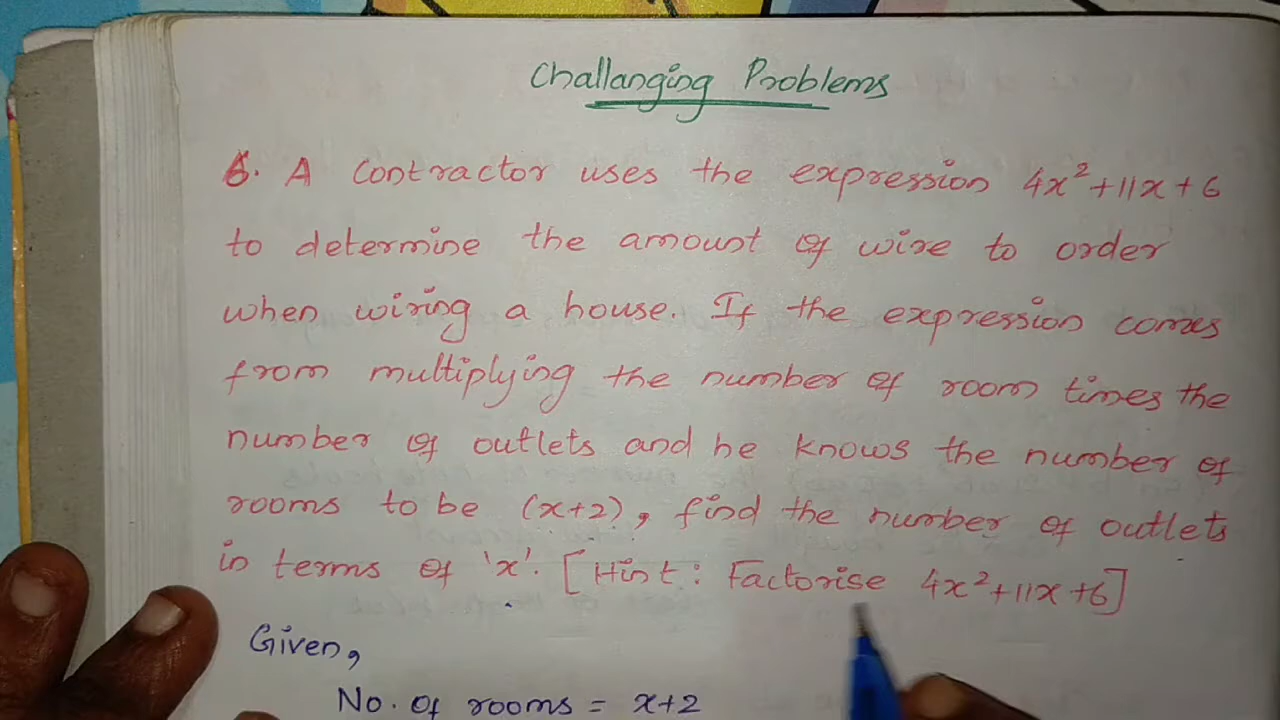 Challanging Problems
6. A contractor uses the expression 4x²+11x+6
to determine the amount of wire to order
when wiring a house. If the expression comes
from multiplying the number of room times the
number of outlets and he knows the number of
rooms to be (x+2), find the number of outlets
in terms of 'x'. [Hint: Factorise 4x²+11x+6]
Given,
No. of rooms = x+2